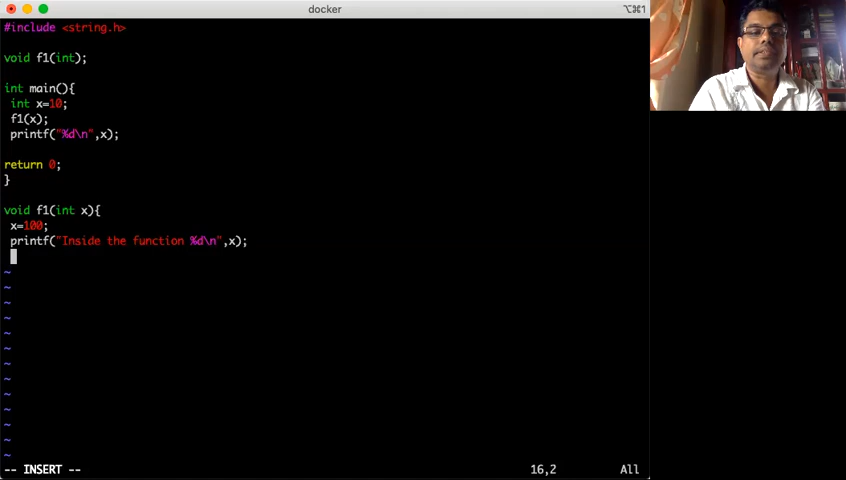 docker
⌥⌘1
#include <string.h>
void f1(int);
int main(){
int x=10;
f1(x);
printf("%d\n",x);
return 0;
}
void f1(int x){
x=100;
printf("Inside the function %d\n",x);
~
~
~
~
~
~
~
~
~
~
~
~
~
-- INSERT -- 16,2 All